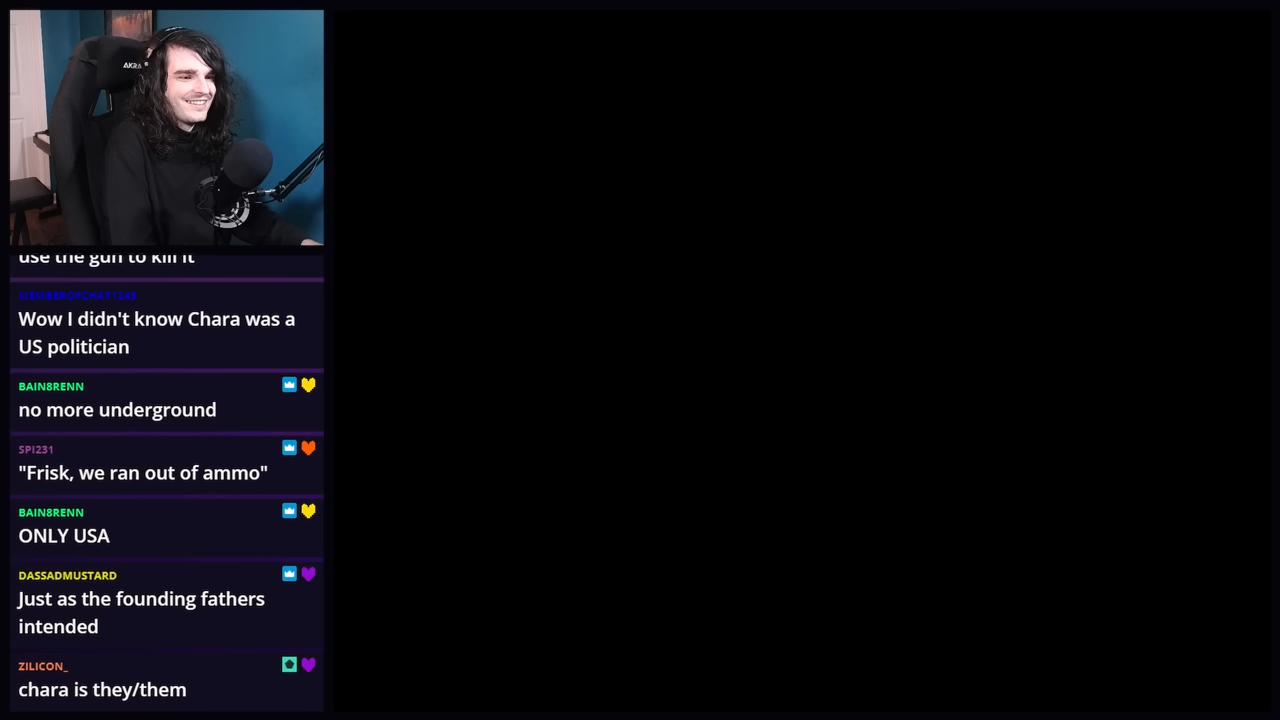 AKRA
use the gun to kill it
MEMBEROFCHAT1245
Wow I didn't know Chara was a
US politician
BAIN8RENN
no more underground
SPI231
"Frisk, we ran out of ammo"
BAIN8RENN
ONLY USA
DASSADMUSTARD
Just as the founding fathers
intended
ZILICON_
chara is they/them